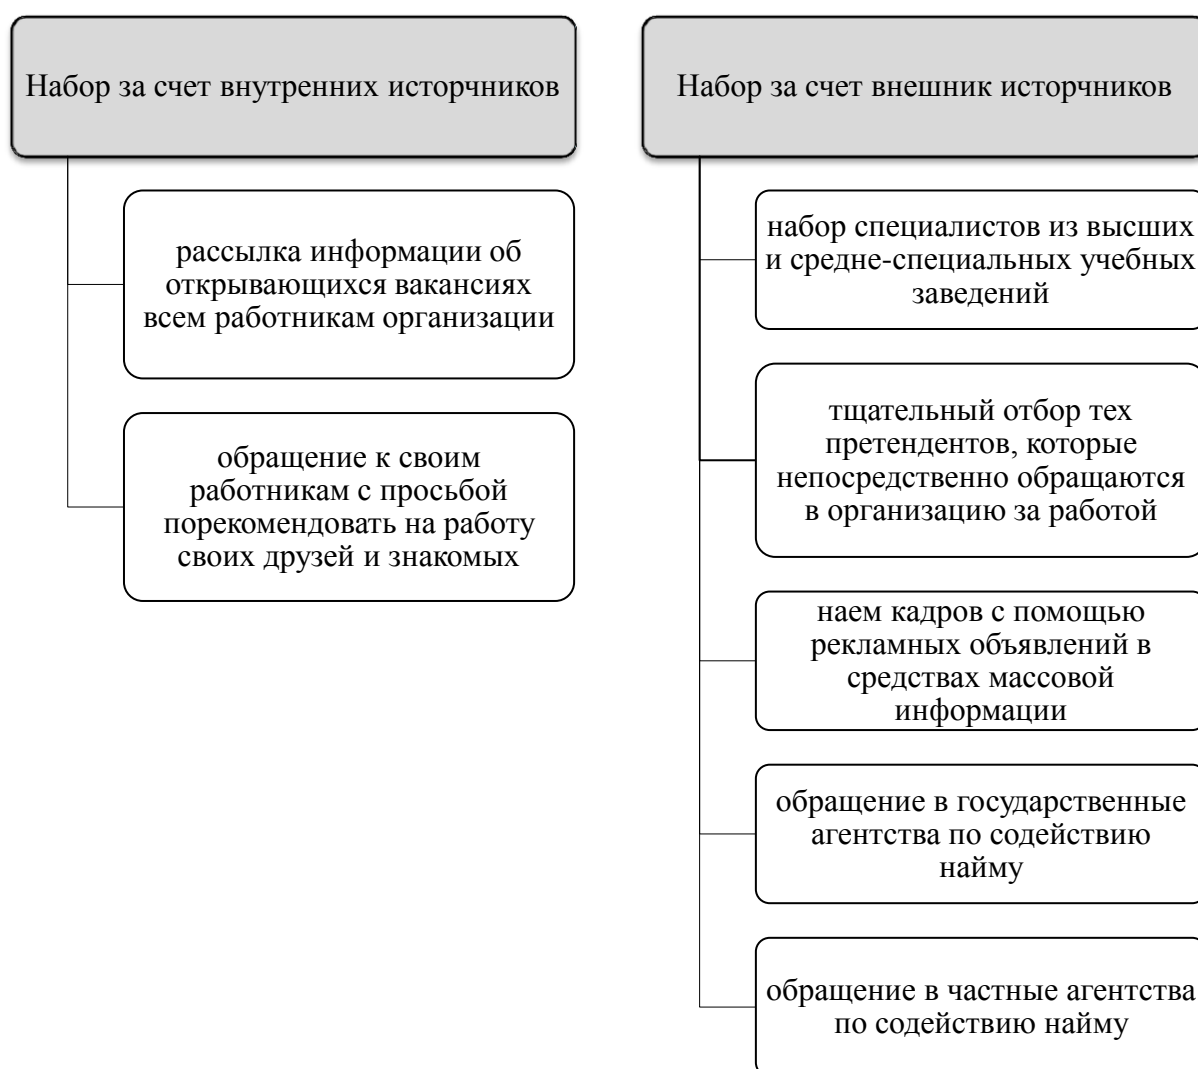 Набор за счет внутренних исторчников
рассылка информации об
открывающихся вакансиях
всем работникам организации
обращение к своим
работникам с просьбой
порекомендовать на работу
своих друзей и знакомых
Набор за счет внешник исторчников
набор специалистов из высших
и средне-специальных учебных
заведений
тщательный отбор тех
претендентов, которые
непосредственно обращаются
в организацию за работой
наем кадров с помощью
рекламных объявлений в
средствах массовой
информации
обращение в государственные
агентства по содействию
найму
обращение в частные агентства
по содействию найму